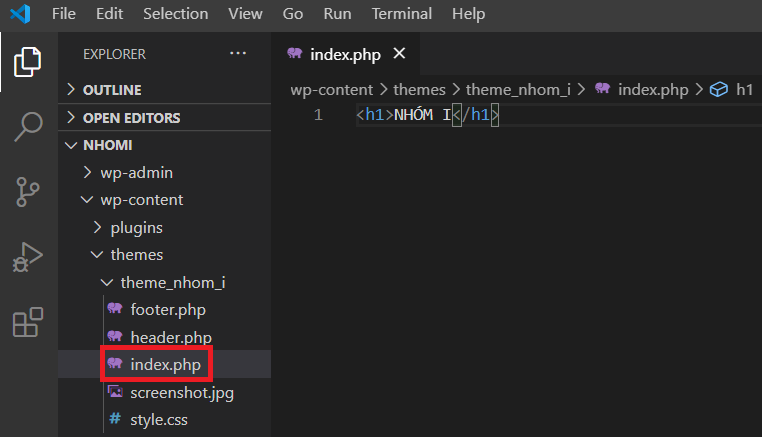 File Edit Selection View Go Run Terminal Help
EXPLORER ...
OUTLINE
OPEN EDITORS
NHOMI
wp-admin
wp-content
plugins
themes
theme_nhom_i
footer.php
header.php
index.php
screenshot.jpg
# style.css
index.php
wp-content > themes > theme_nhom_i > index.php > h1
1 <h1>NHÓM I</h1>